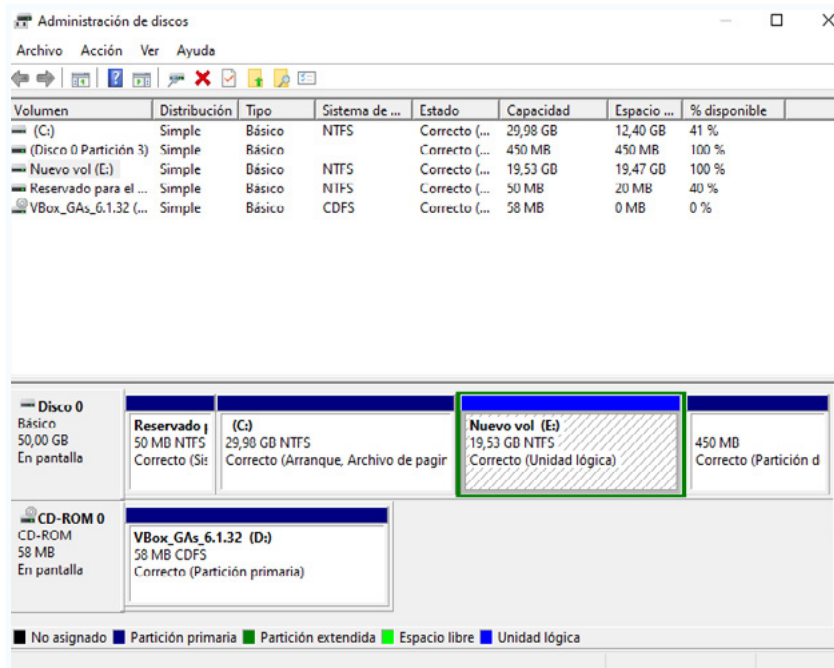 Administración de discos
Archivo Acción Ver Ayuda
Volumen Distribución Tipo Sistema de ... Estado Capacidad Espacio ... % disponible
(C:) Simple Básico NTFS Correcto (... 29,98 GB 12,40 GB 41 %
(Disco 0 Partición 3) Simple Básico Correcto (... 450 MB 450 MB 100 %
Nuevo vol (E:) Simple Básico NTFS Correcto (... 19,53 GB 19,47 GB 100 %
Reservado para el ... Simple Básico NTFS Correcto (... 50 MB 20 MB 40 %
VBox_GAs_6.1.32 (... Simple Básico CDFS Correcto (... 58 MB 0 MB 0 %
Disco 0
Básico
50,00 GB
En pantalla
Reservado p
50 MB NTFS
Correcto (Sis
(C:)
29,98 GB NTFS
Correcto (Arranque, Archivo de pagin
Nuevo vol (E:)
19,53 GB NTFS
Correcto (Unidad lógica)
450 MB
Correcto (Partición d
CD-ROM 0
CD-ROM
58 MB
En pantalla
VBox_GAs_6.1.32 (D:)
58 MB CDFS
Correcto (Partición primaria)
No asignado Partición primaria Partición extendida Espacio libre Unidad lógica